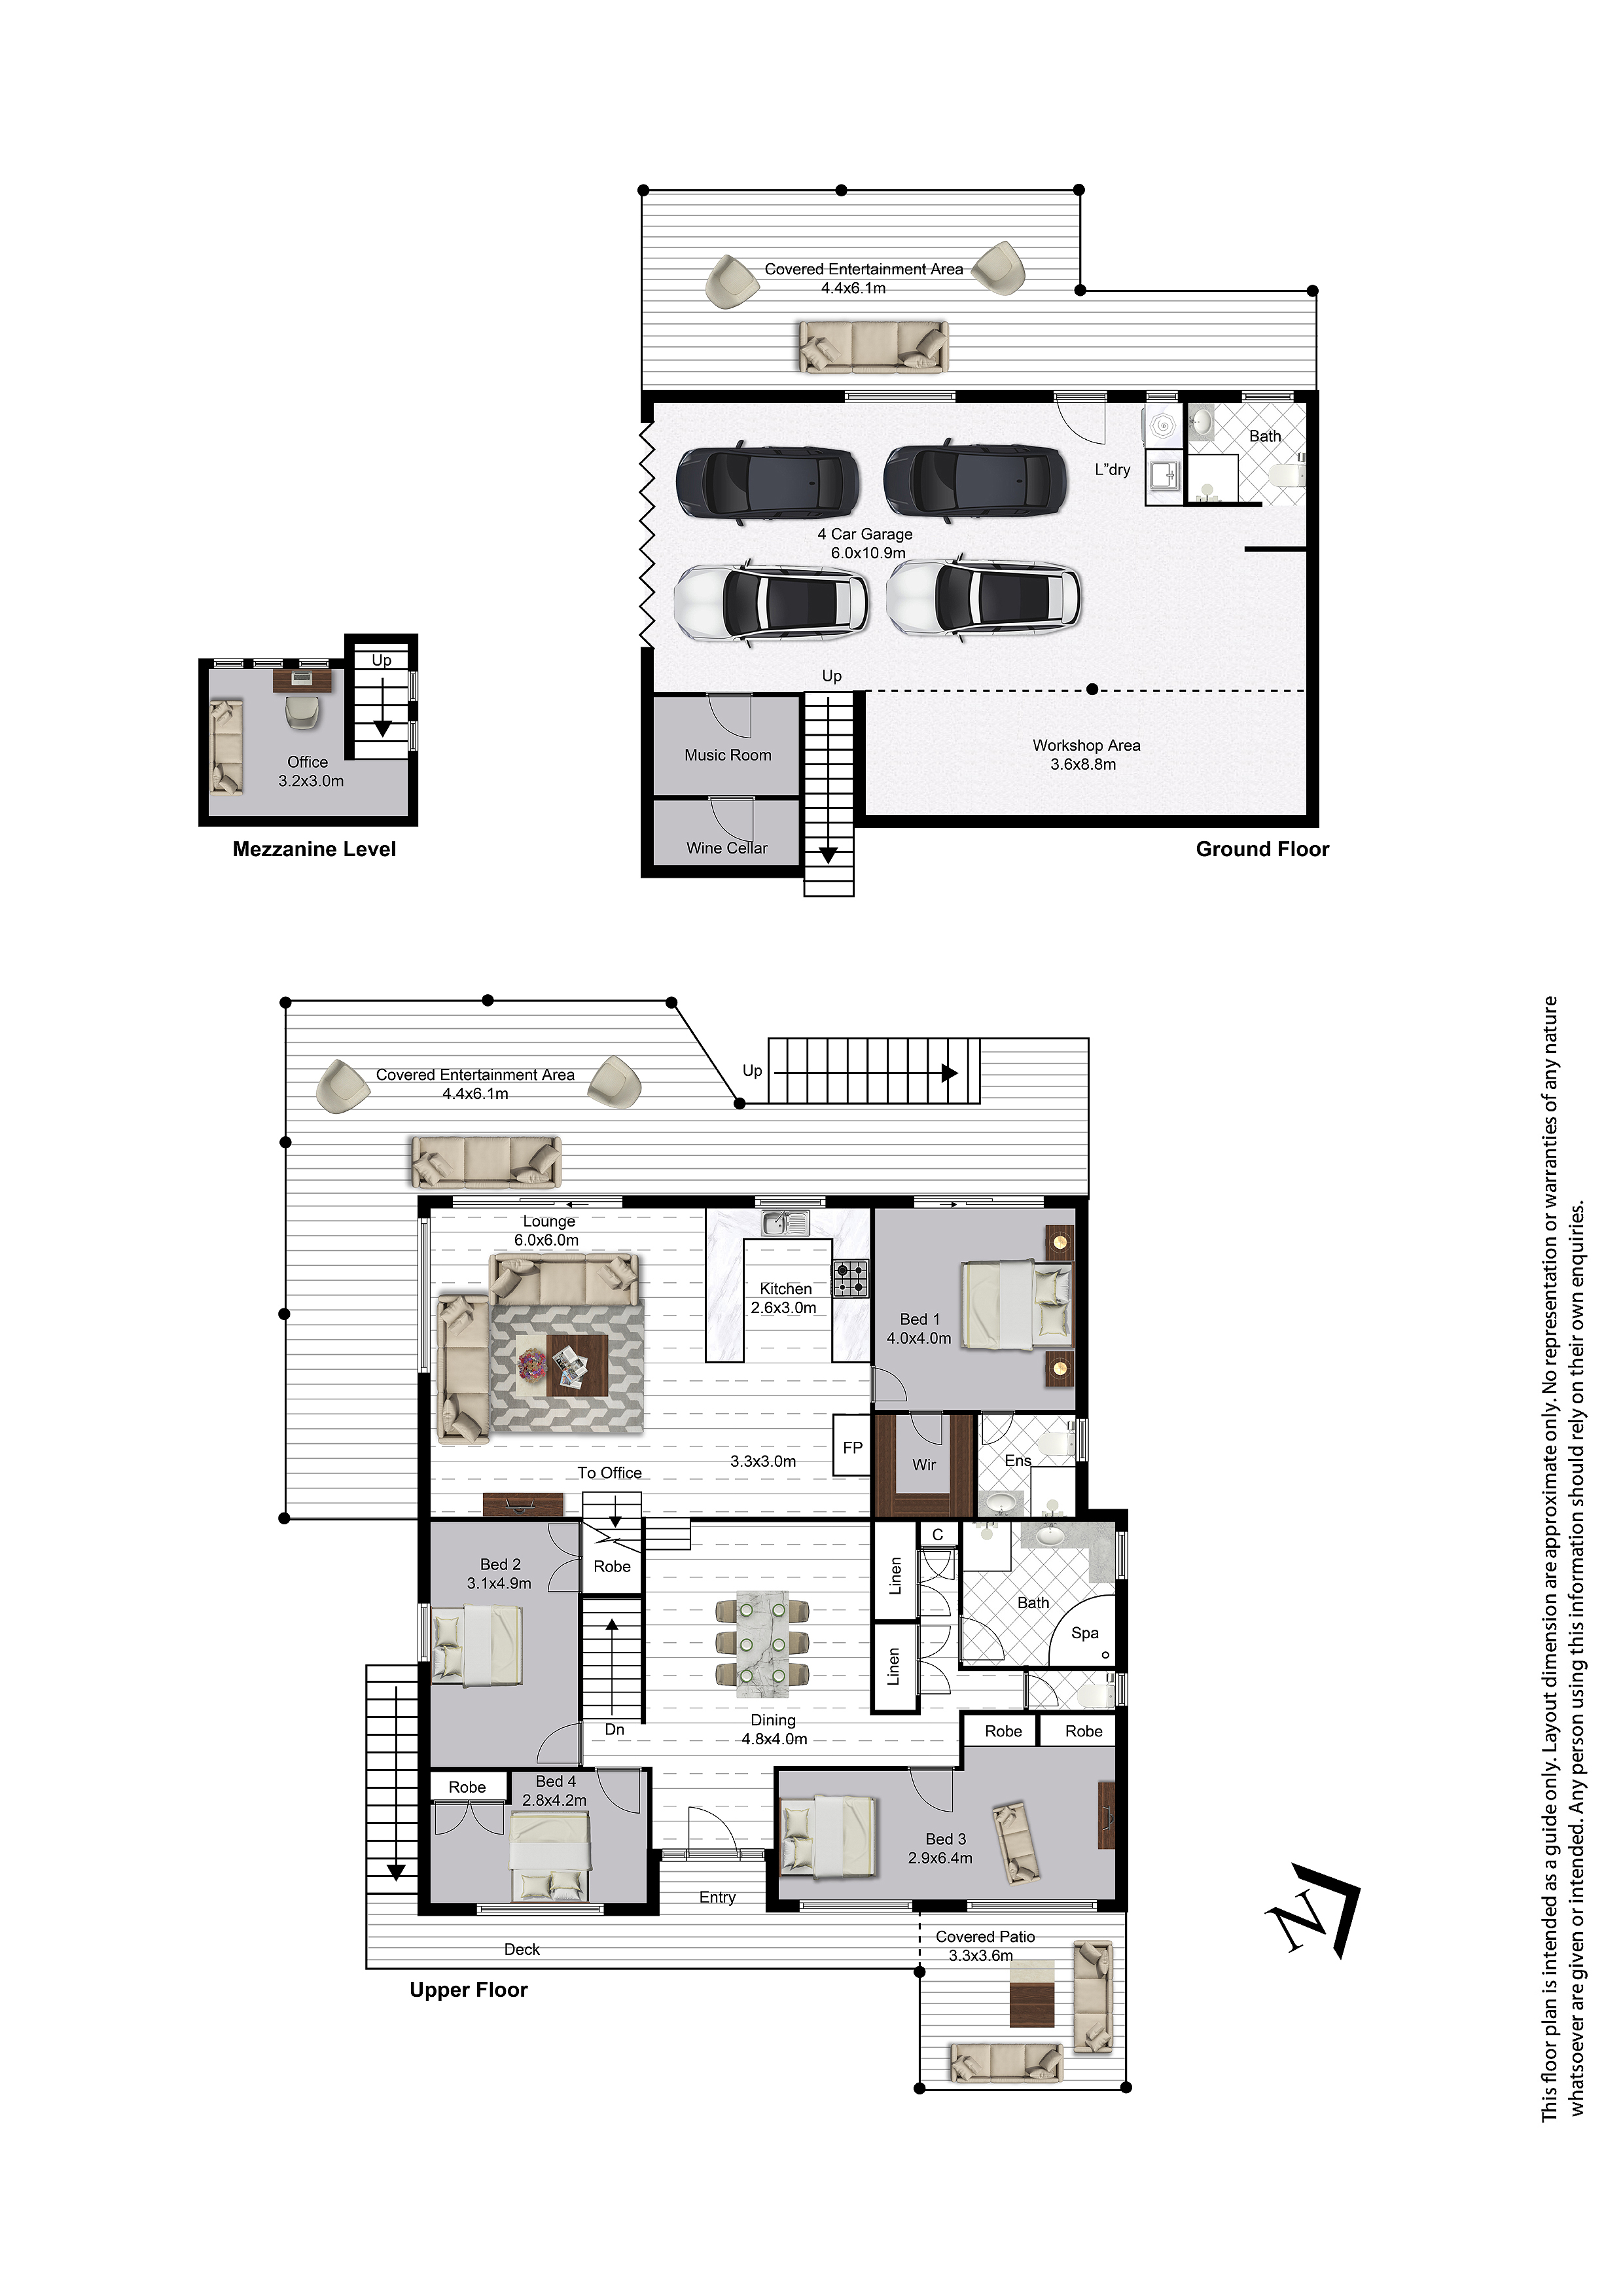 Covered Entertainment Area
4.4x6.1m
Bath
L"dry
4 Car Garage
6.0x10.9m
Up
Music Room
Workshop Area
3.6x8.8m
Wine Cellar
Ground Floor
Up
Office
3.2x3.0m
Mezzanine Level
Covered Entertainment Area
4.4x6.1m
Up
Lounge
6.0x6.0m
Kitchen
2.6x3.0m
Bed 1
4.0x4.0m
FP
3.3x3.0m
Wir
Ens
To Office
Bed 2
3.1x4.9m
Robe
Linen
C
Bath
Spa
Linen
Dn
Dining
4.8x4.0m
Robe
Robe
Robe
Bed 4
2.8x4.2m
Bed 3
2.9x6.4m
Entry
Deck
Covered Patio
3.3x3.6m
Upper Floor
N
This floor plan is intended as a guide only. Layout dimension are approximate only. No representation or warranties of any nature
whatsoever are given or intended. Any person using this information should rely on their own enquiries.